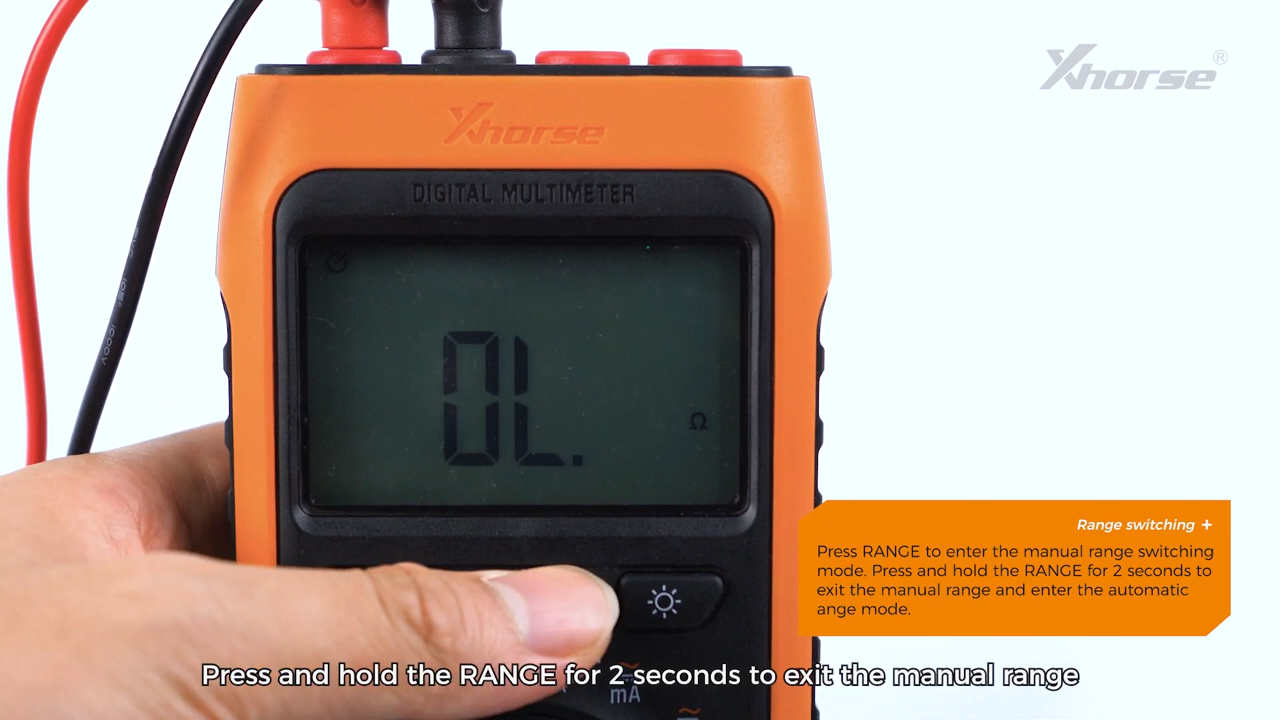 Xhorse®
Xhorse
DIGITAL MULTIMETER
OL.
Ω
Range switching +
Press RANGE to enter the manual range switching
mode. Press and hold the RANGE for 2 seconds to
exit the manual range and enter the automatic
ange mode.
Press and hold the RANGE for 2 seconds to exit the manual range
mA